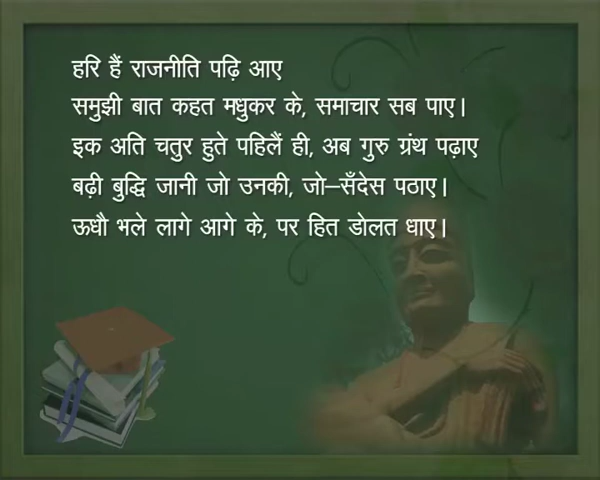 हरि हैं राजनीति पढ़ि आए
समुझी बात कहत मधुकर के, समाचार सब पाए।
इक अति चतुर हुते पहिलैं ही, अब गुरु ग्रंथ पढ़ाए
बढ़ी बुद्धि जानी जो उनकी, जो–सँदेस पठाए।
ऊधौ भले लागे आगे के, पर हित डोलत धाए।